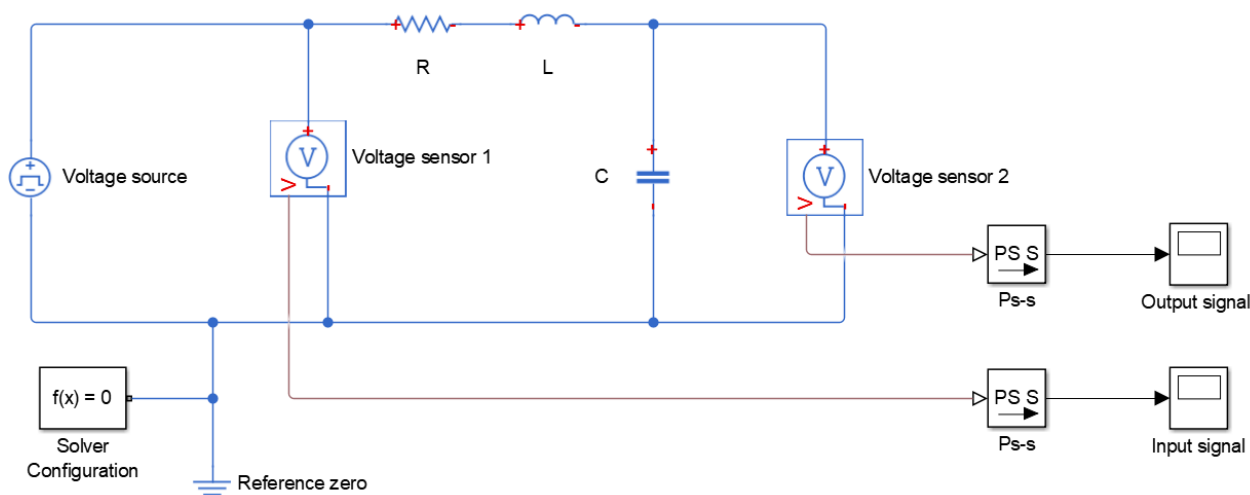 R
L
V
Voltage sensor 1
Voltage source
C
V
Voltage sensor 2
PS S
Ps-s
Output signal
f(x) = 0
Solver
Configuration
PS S
Ps-s
Input signal
Reference zero